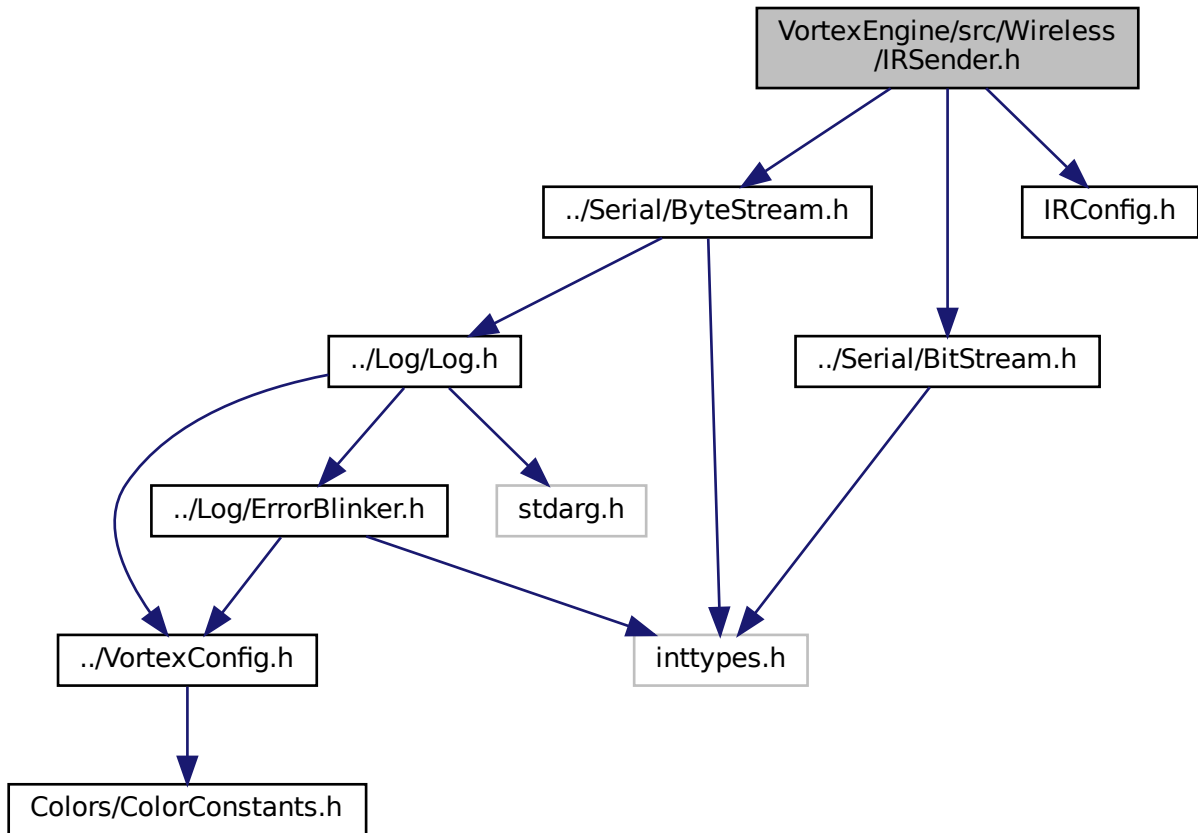 VortexEngine/src/Wireless
/IRSender.h
../Serial/ByteStream.h
IRConfig.h
../Log/Log.h
../Serial/BitStream.h
../Log/ErrorBlinker.h
stdarg.h
../VortexConfig.h
inttypes.h
Colors/ColorConstants.h